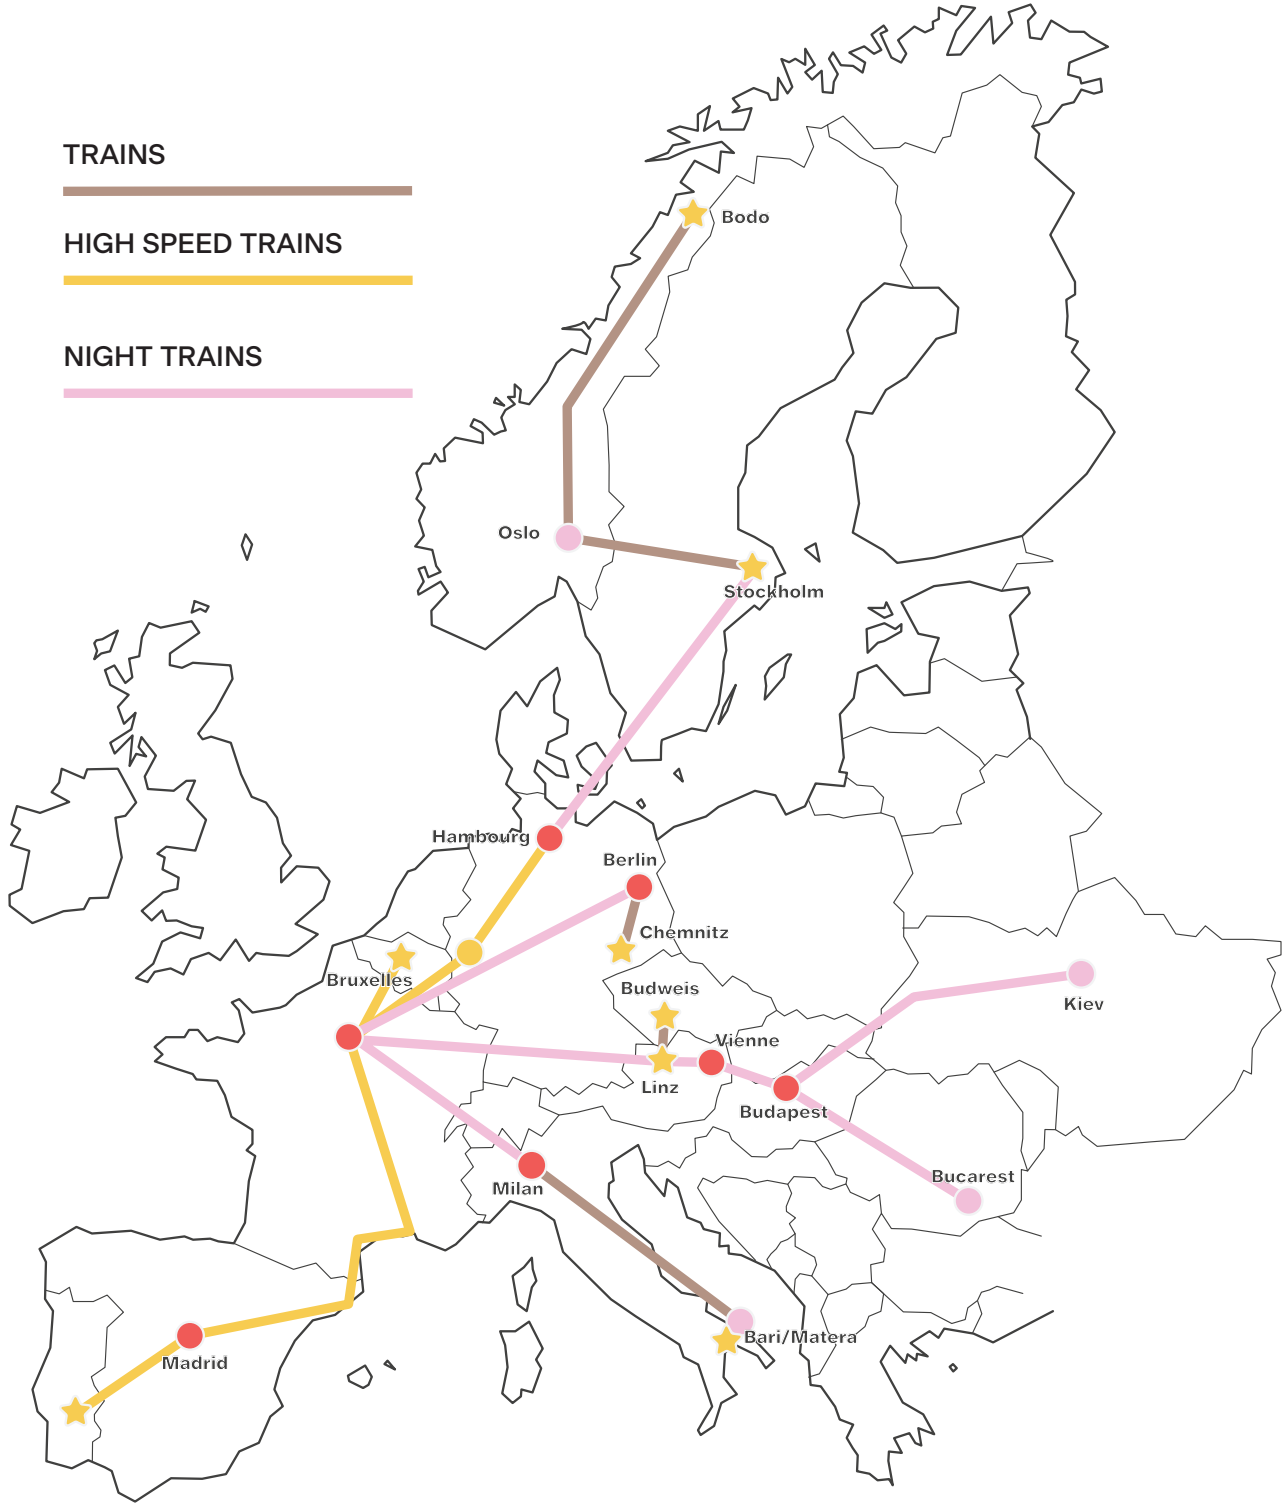 TRAINS
HIGH SPEED TRAINS
NIGHT TRAINS
Bodo
Oslo
Stockholm
Hambourg
Berlin
Chemnitz
Bruxelles
Budweis
Kiev
Vienne
Linz
Budapest
Bucarest
Milan
Bari/Matera
Madrid